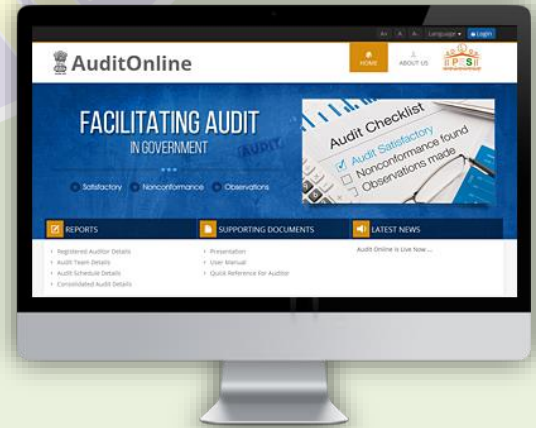 A+ A A- Language Login
AuditOnline
HOME ABOUT US
FACILITATING AUDIT
IN GOVERNMENT
Satisfactory Nonconformance Observations
AUDIT
Audit Checklist
Audit Satisfactory
Nonconformance found
Observations made
REPORTS
Registered Auditor Details
Audit Team Details
Audit Schedule Details
Consolidated Audit Details
SUPPORTING DOCUMENTS
Presentation
User Manual
Quick Reference For Auditor
LATEST NEWS
Audit Online is Live Now ...